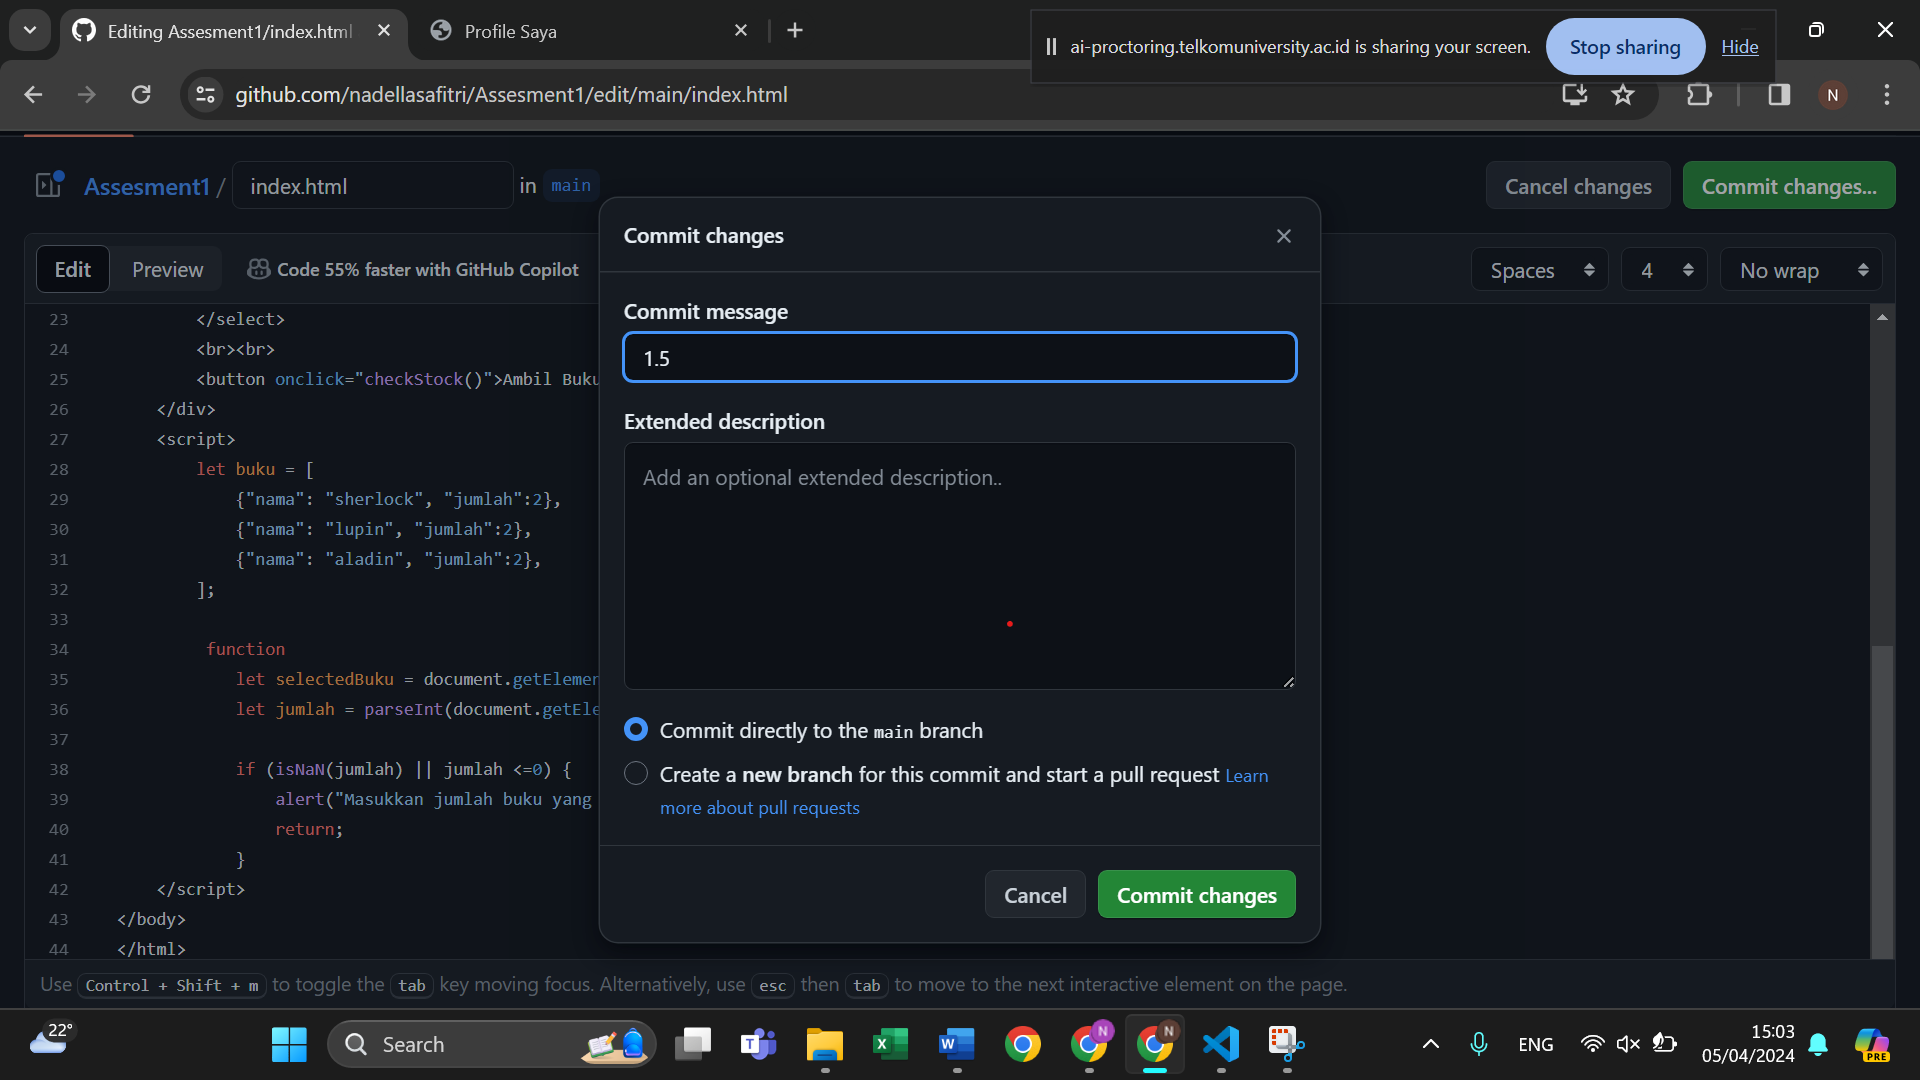 Editing Assesment1/index.html
Profile Saya
ai-proctoring.telkomuniversity.ac.id is sharing your screen.
Stop sharing
Hide
github.com/nadellasafitri/Assesment1/edit/main/index.html
N
Assesment1 / index.html in main
Cancel changes
Commit changes...
Edit
Preview
Code 55% faster with GitHub Copilot
Spaces
4
No wrap
23 </select>
24 <br><br>
25 <button onclick="checkStock()">Ambil Buku
26 </div>
27 <script>
28 let buku = [
29 {"nama": "sherlock", "jumlah":2},
30 {"nama": "lupin", "jumlah":2},
31 {"nama": "aladin", "jumlah":2},
32 ];
33
34 function
35 let selectedBuku = document.getElemen
36 let jumlah = parseInt(document.getEle
37
38 if (isNaN(jumlah) || jumlah <=0) {
39 alert("Masukkan jumlah buku yang
40 return;
41 }
42 </script>
43 </body>
44 </html>
Commit changes
Commit message
1.5
Extended description
Add an optional extended description..
Commit directly to the main branch
Create a new branch for this commit and start a pull request Learn
more about pull requests
Cancel
Commit changes
Use Control + Shift + m to toggle the tab key moving focus. Alternatively, use esc then tab to move to the next interactive element on the page.
22°
Search
T
X
W
N
N
ENG
15:03
05/04/2024
PRE